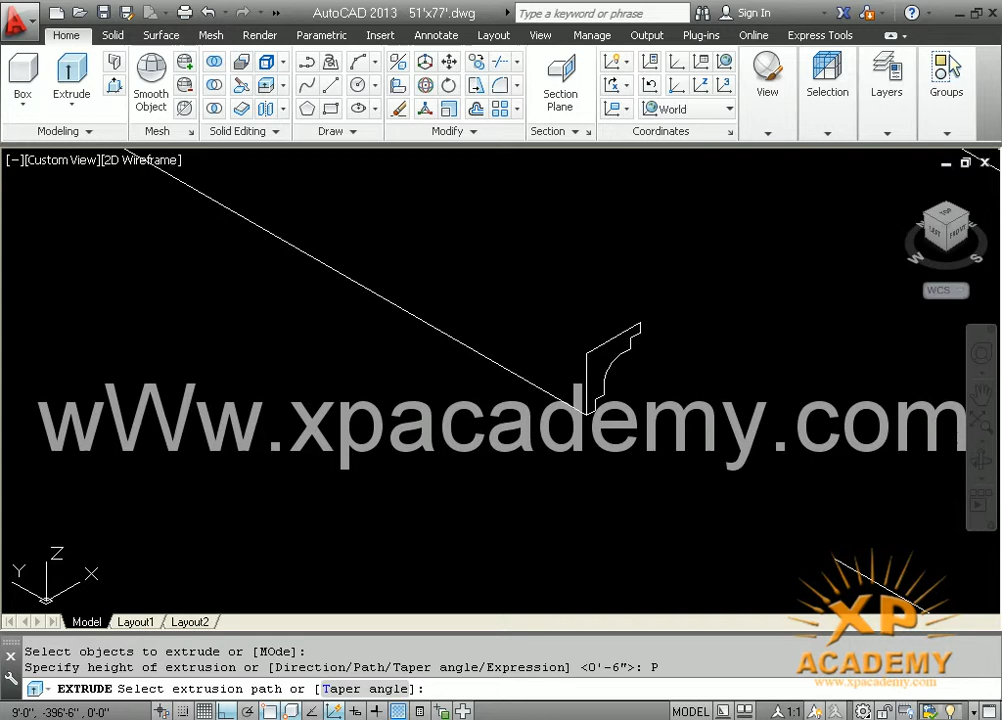 AutoCAD 2013 51'x77'.dwg Type a keyword or phrase Sign In
Home Solid Surface Mesh Render Parametric Insert Annotate Layout View Manage Output Plug-ins Online Express Tools
Box Extrude Smooth Object Section Plane World View Selection Layers Groups
Modeling Mesh Solid Editing Draw Modify Section Coordinates
[−][Custom View][2D Wireframe]
TOP
LEFT FRONT
W S
WCS
wWw.xpacademy.com
Z
Y X
XP
ACADEMY
www.xpacademy.com
Model Layout1 Layout2
Select objects to extrude or [MOde]:
Specify height of extrusion or [Direction/Path/Taper angle/Expression] <0'-6">: P
EXTRUDE Select extrusion path or [Taper angle]:
9'-0", -396'-6", 0'-0" MODEL 1:1